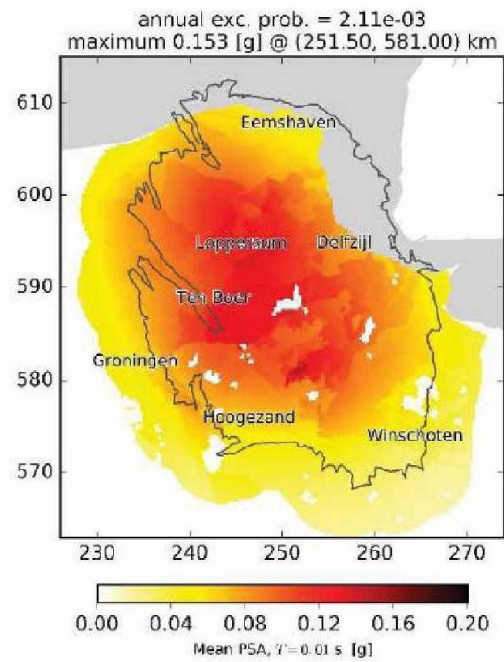 annual exc. prob. = 2.11e-03
maximum 0.153 [g] @ (251.50, 581.00) km
610
Eemshaven
600
Loppersum Delfzijl
590
Ten Boer
Groningen
580
Hoogezand
Winschoten
570
230 240 250 260 270
0.00 0.04 0.08 0.12 0.16 0.20
Mean PSA, T=0.01 s [g]